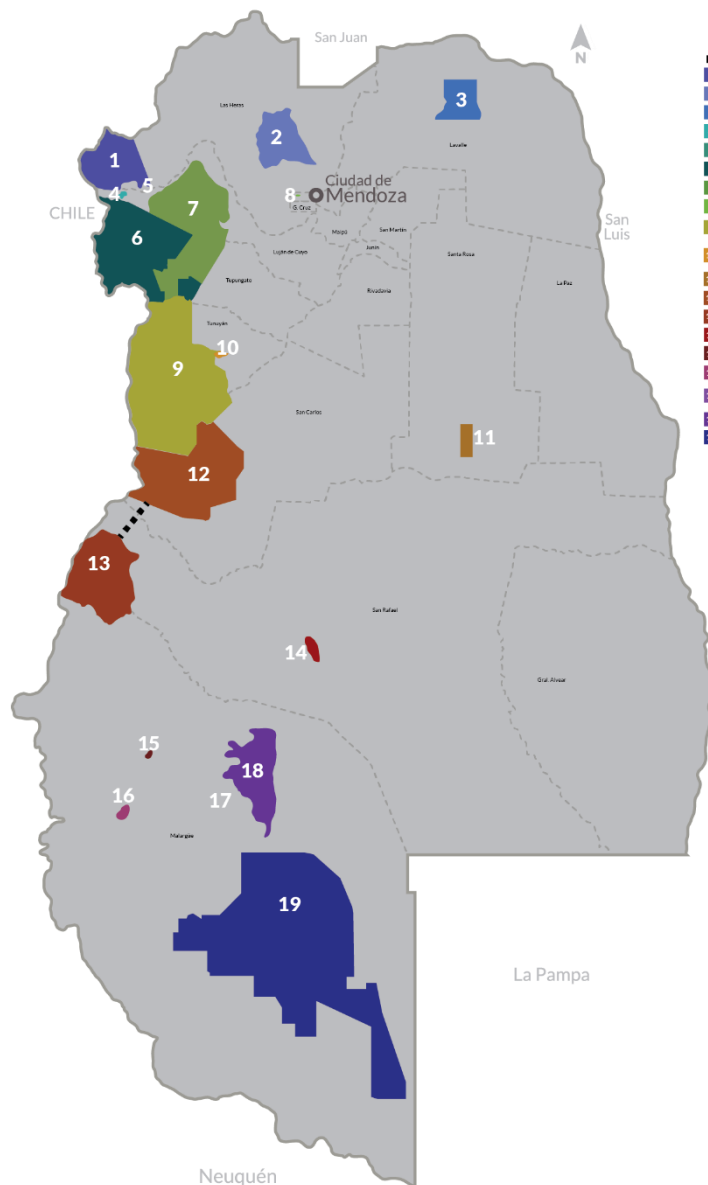 San Juan
N
3
Las Heras
2
Lavalle
1
5
4
8
Ciudad de
Mendoza
G. Cruz
7
CHILE
San
Luis
6
Maipú
San Martín
Junín
Luján de Cuyo
Santa Rosa
Tupungato
Rivadavia
La Paz
Tunuyán
10
9
San Carlos
11
12
13
San Rafael
14
Gral. Alvear
15
18
16
17
Malargüe
19
La Pampa
Neuquén